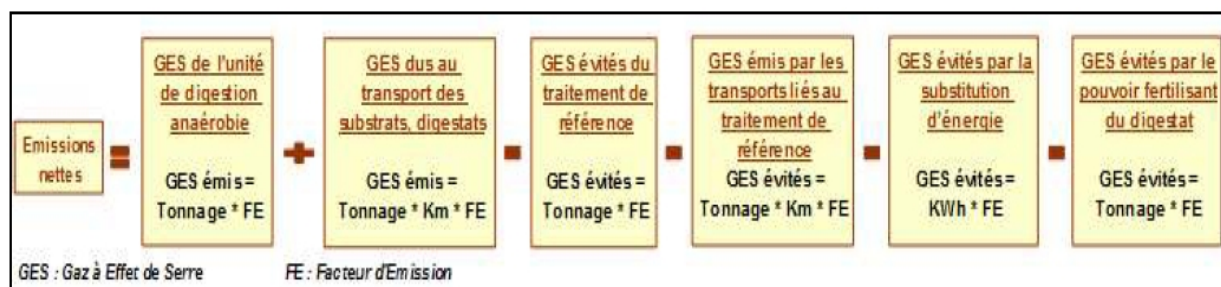 Emissions
nettes
=
GES de l'unité
de digestion
anaérobie
GES émis =
Tonnage * FE
+
GES dus au
transport des
substrats, digestats
GES émis =
Tonnage * Km * FE
-
GES évités du
traitement de
référence
GES évités =
Tonnage * FE
-
GES émis par les
transports liés au
traitement de
référence
GES évités =
Tonnage * Km * FE
-
GES évités par la
substitution
d'énergie
GES évités =
KWh * FE
-
GES évités par le
pouvoir fertilisant
du digestat
GES évités =
Tonnage * FE
GES : Gaz à Effet de Serre
FE : Facteur d'Emission